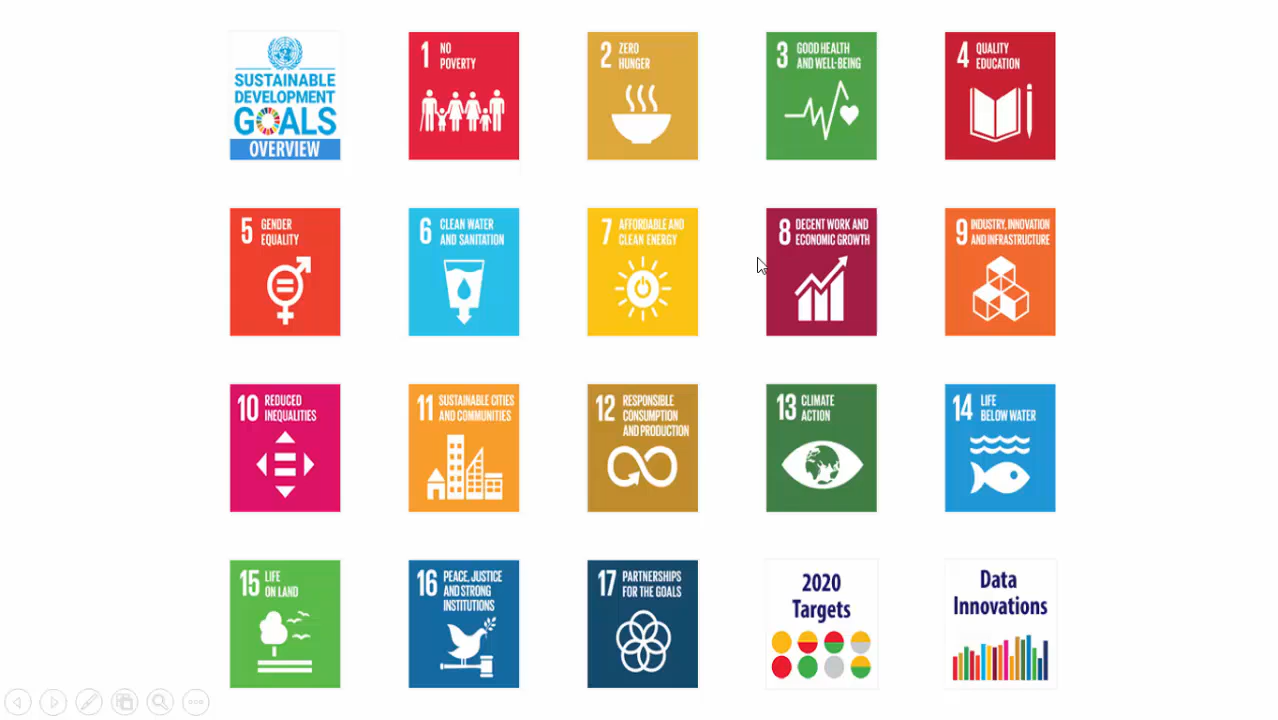 SUSTAINABLE
DEVELOPMENT
GOALS
OVERVIEW
1 NO
POVERTY
2 ZERO
HUNGER
3 GOOD HEALTH
AND WELL-BEING
4 QUALITY
EDUCATION
5 GENDER
EQUALITY
6 CLEAN WATER
AND SANITATION
7 AFFORDABLE AND
CLEAN ENERGY
8 DECENT WORK AND
ECONOMIC GROWTH
9 INDUSTRY, INNOVATION
AND INFRASTRUCTURE
10 REDUCED
INEQUALITIES
11 SUSTAINABLE CITIES
AND COMMUNITIES
12 RESPONSIBLE
CONSUMPTION
AND PRODUCTION
13 CLIMATE
ACTION
14 LIFE
BELOW WATER
15 LIFE
ON LAND
16 PEACE, JUSTICE
AND STRONG
INSTITUTIONS
17 PARTNERSHIPS
FOR THE GOALS
2020
Targets
Data
Innovations